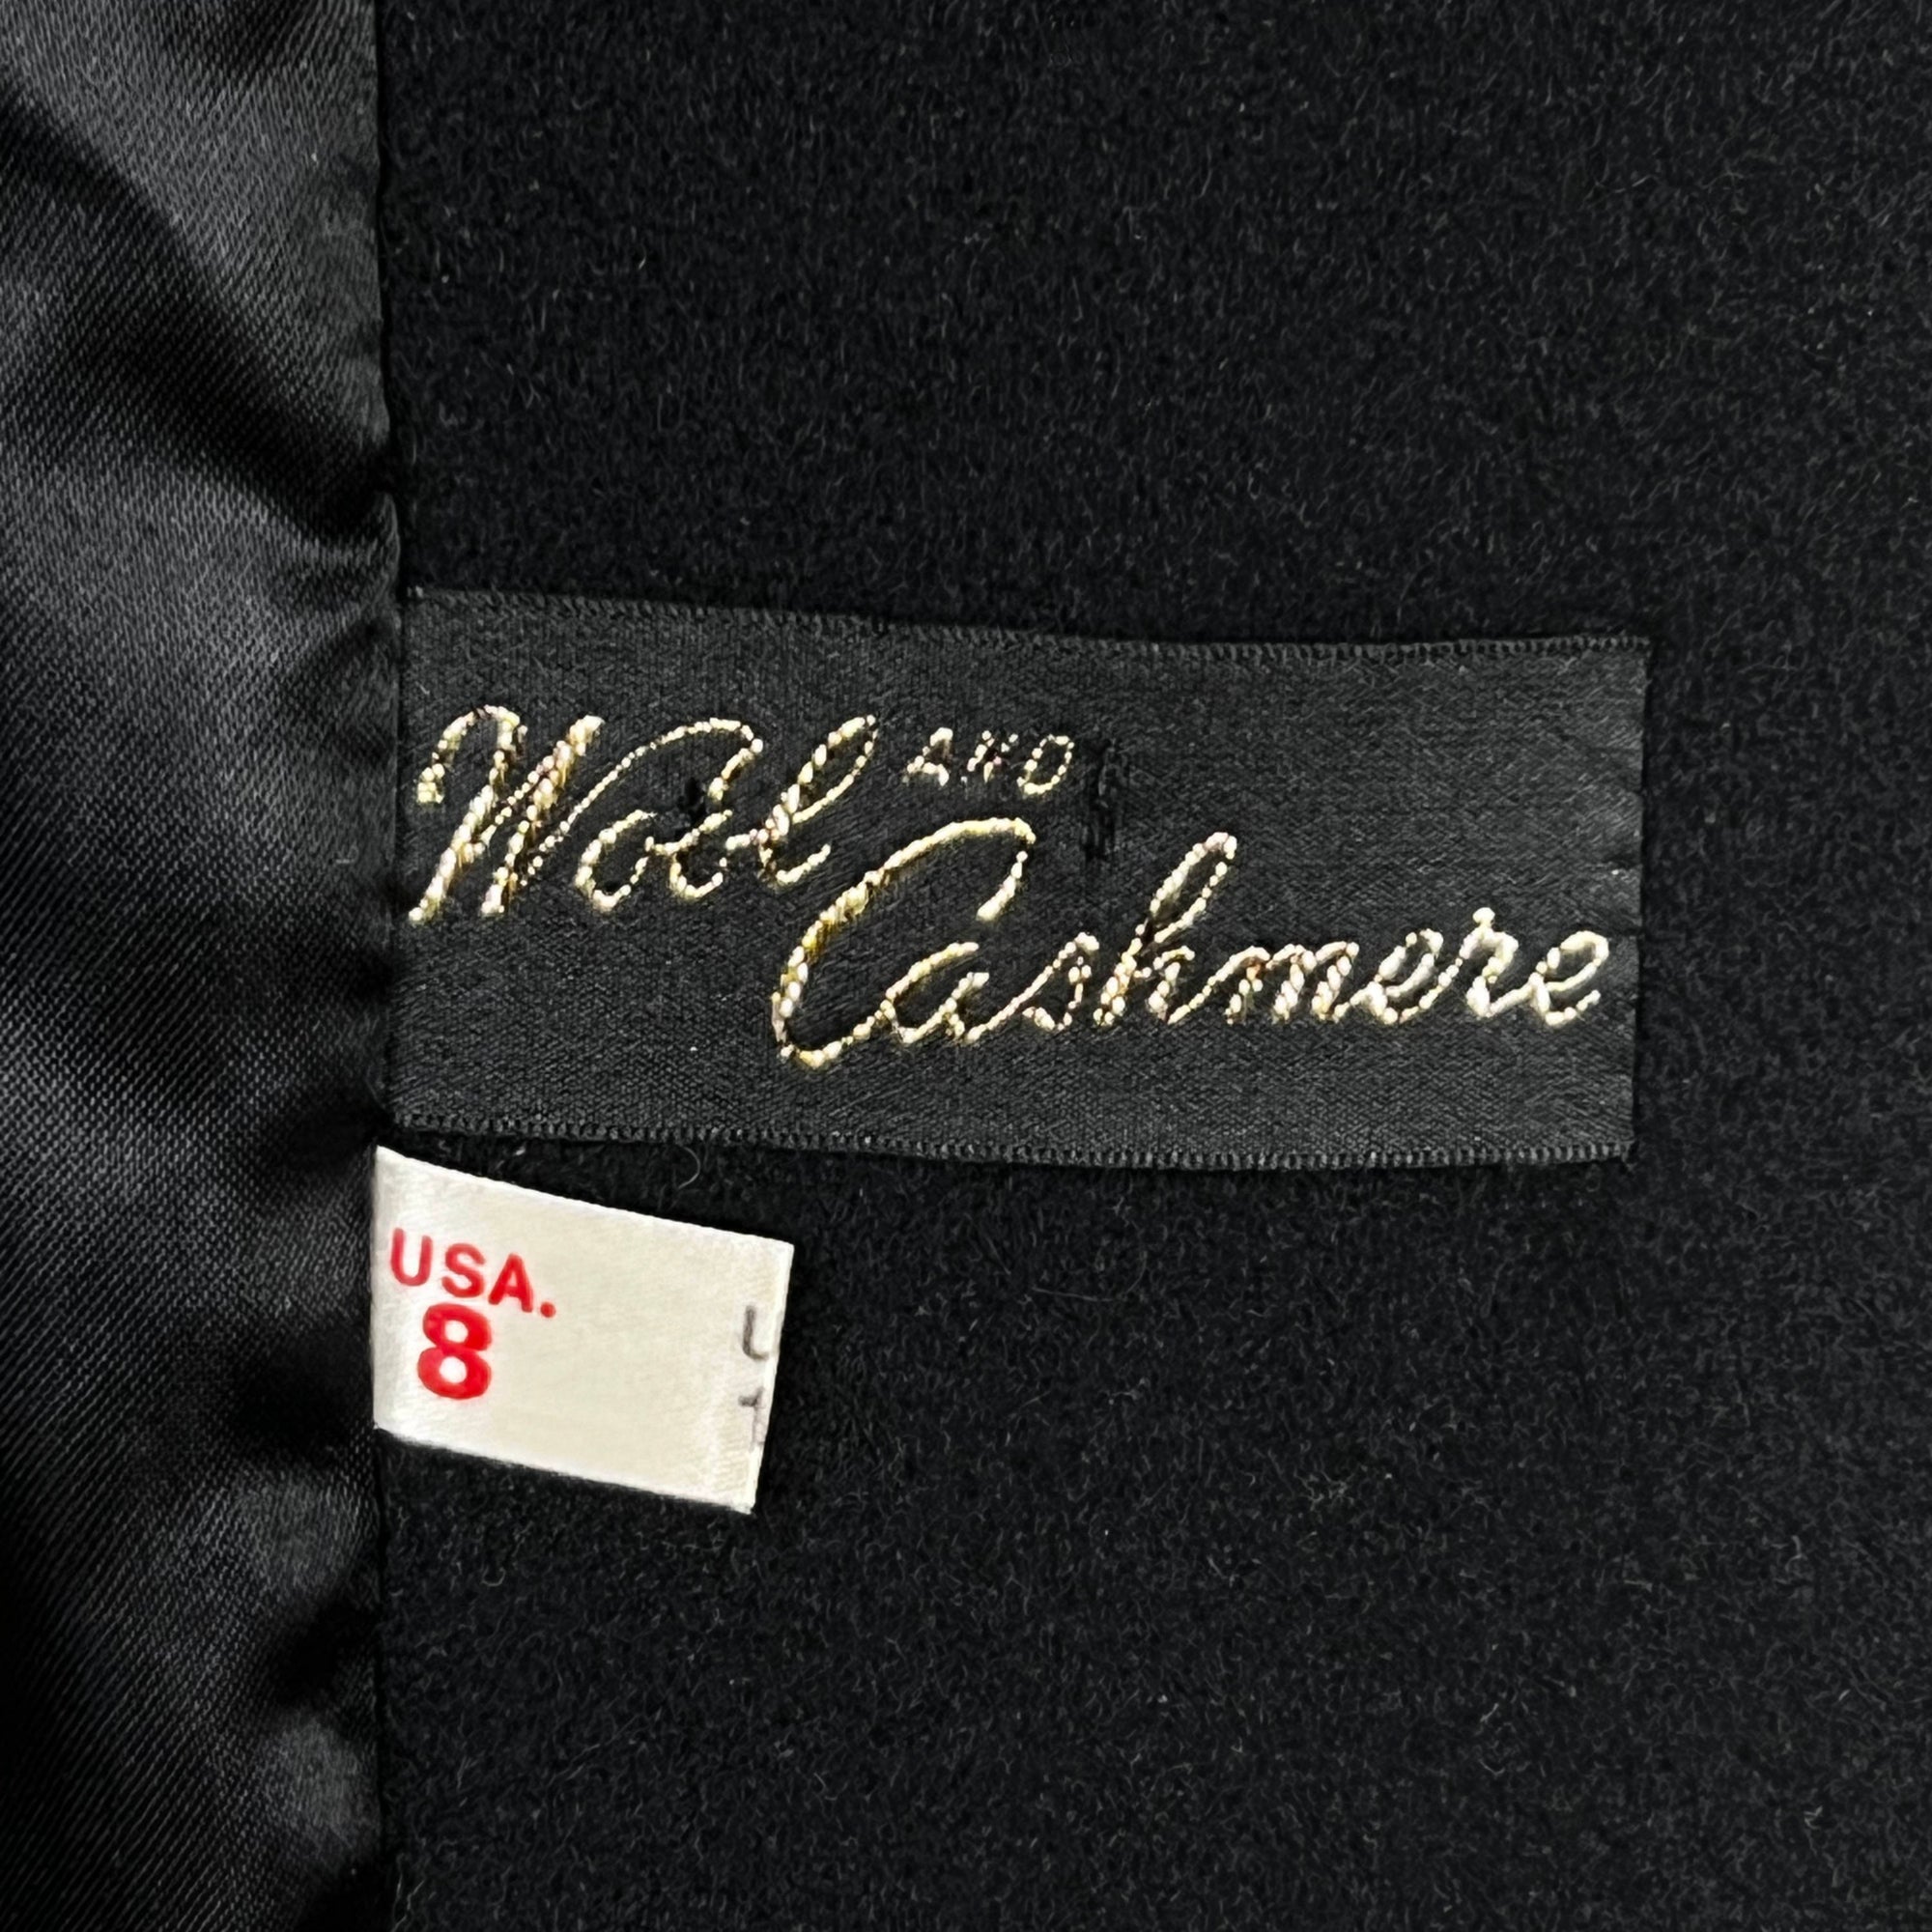 Wool AND
Cashmere
USA.
8